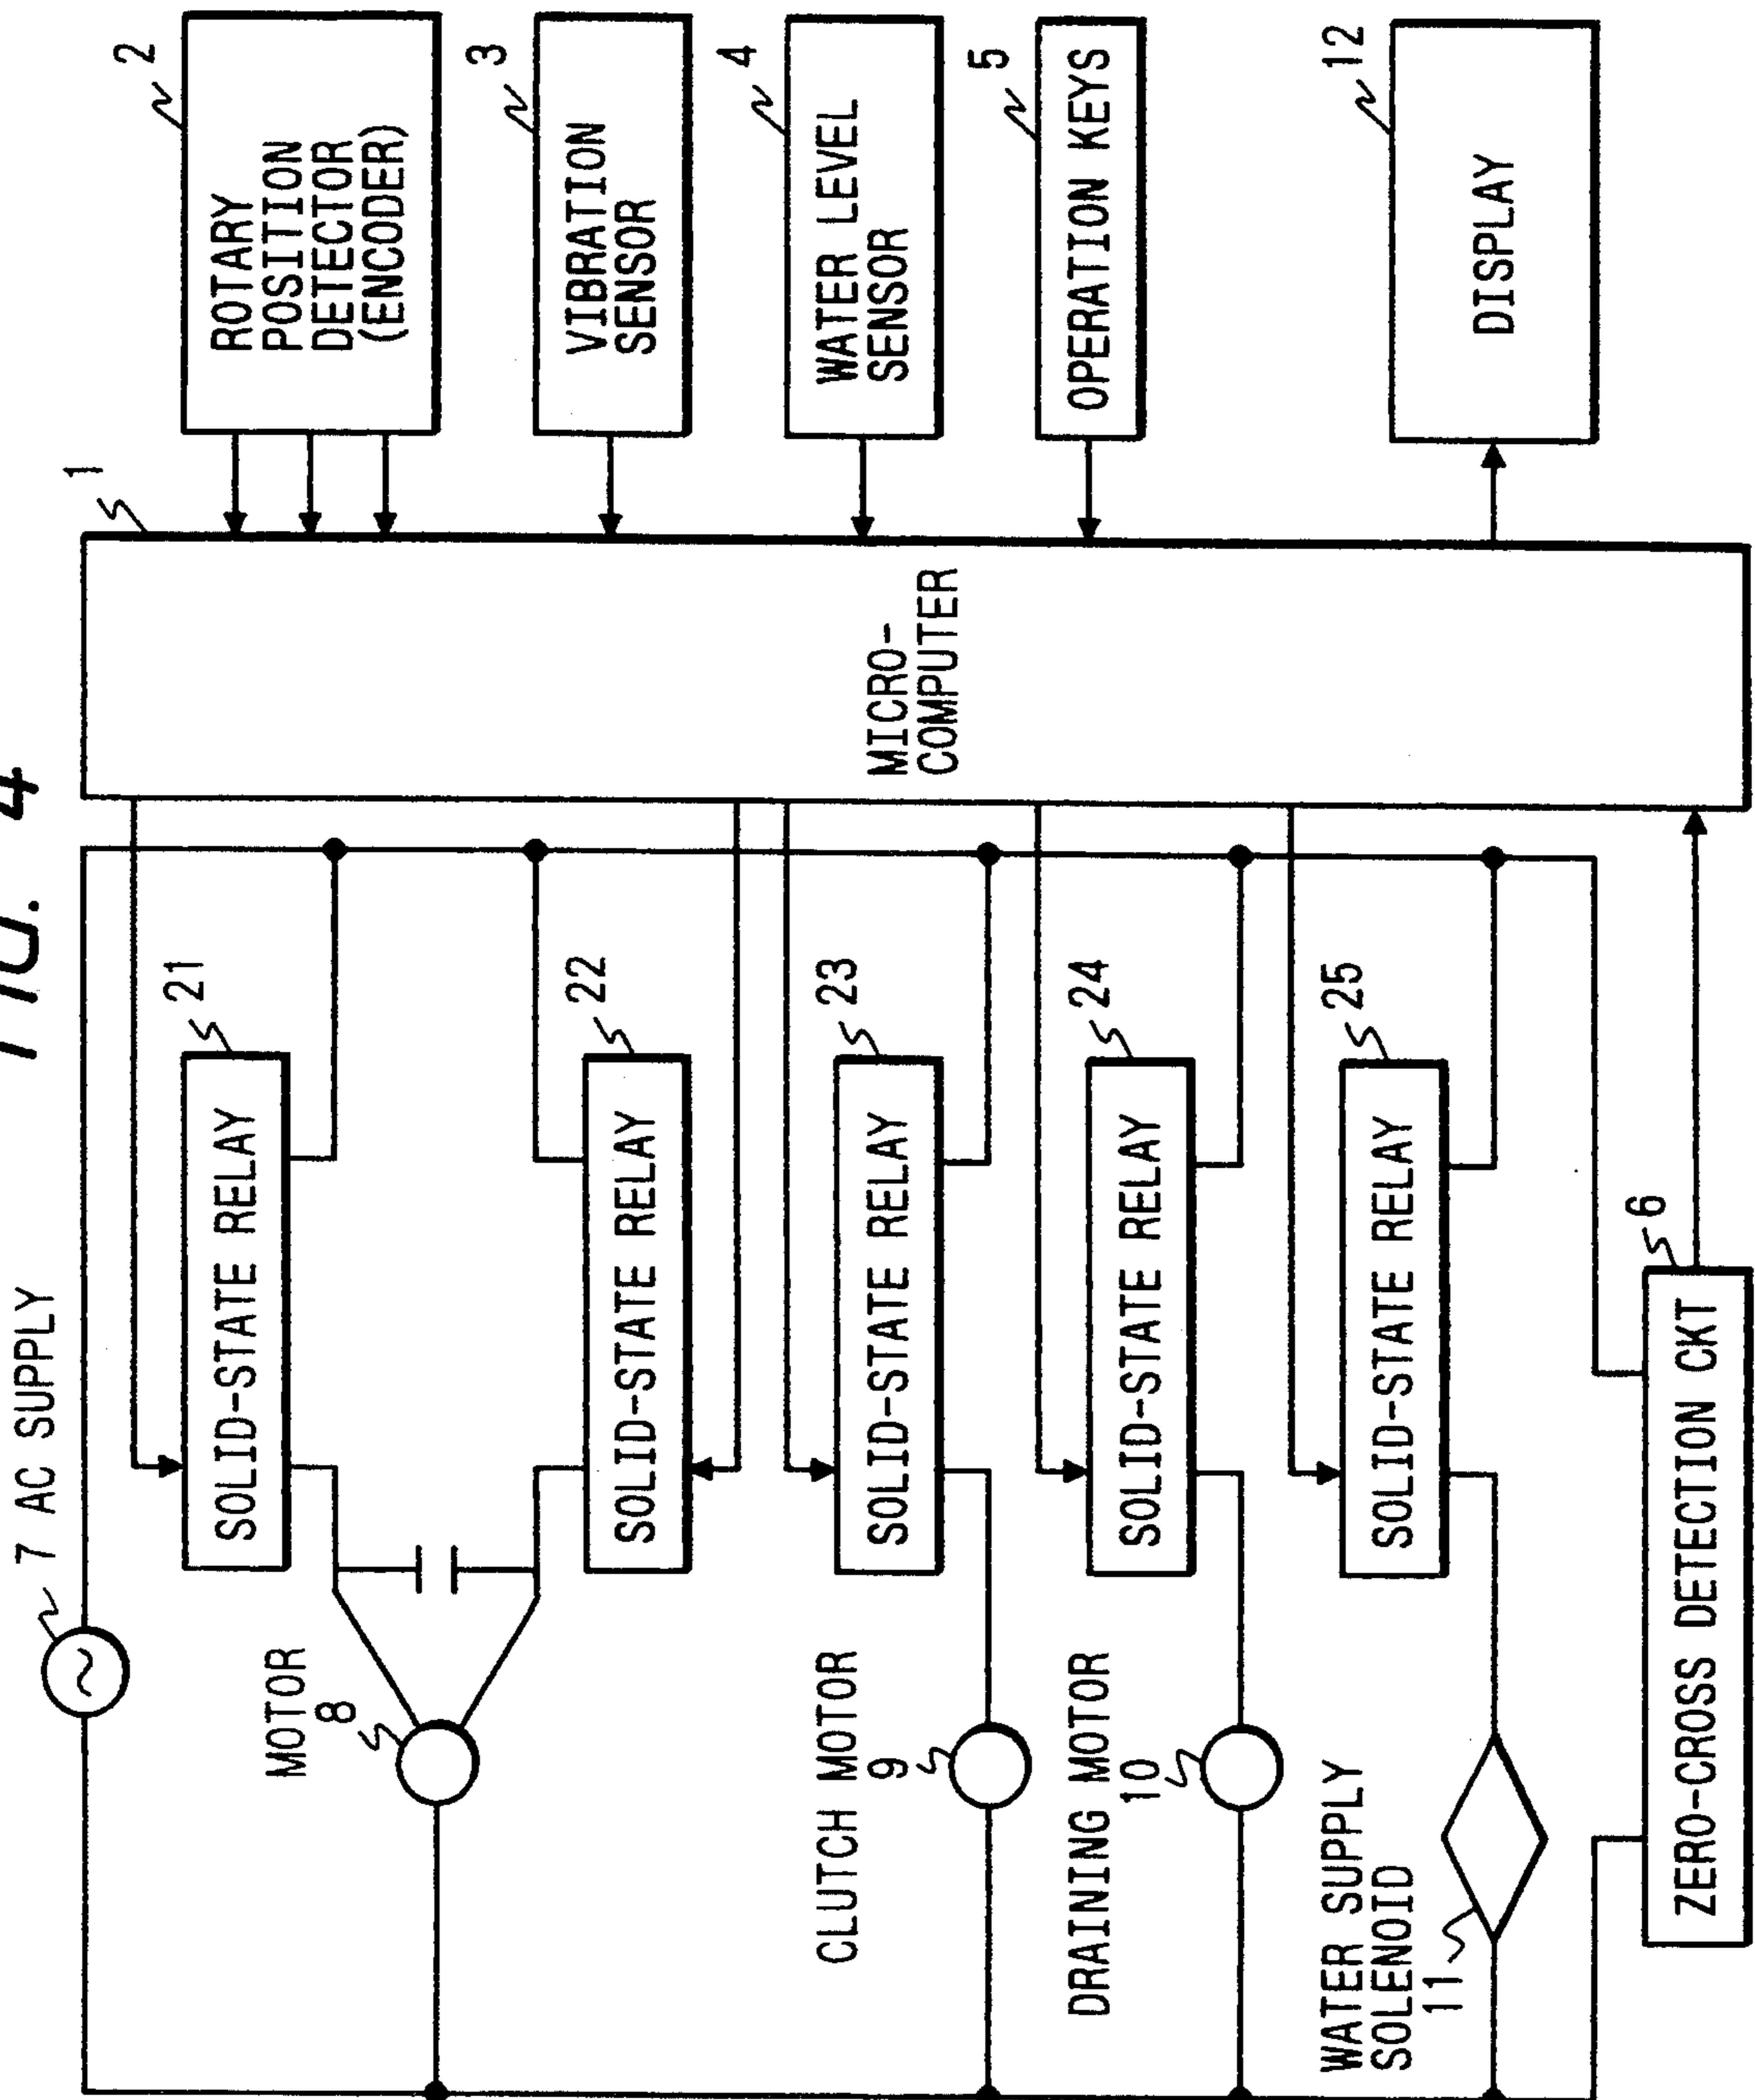 FIG. 4
7 AC SUPPLY
MOTOR
8
CLUTCH MOTOR
9
DRAINING MOTOR
10
WATER SUPPLY
SOLENOID
11
SOLID-STATE RELAY
21
SOLID-STATE RELAY
22
SOLID-STATE RELAY
23
SOLID-STATE RELAY
24
SOLID-STATE RELAY
25
ZERO-CROSS DETECTION CKT
6
1
MICRO-
COMPUTER
2
ROTARY
POSITION
DETECTOR
(ENCODER)
3
VIBRATION
SENSOR
4
WATER LEVEL
SENSOR
5
OPERATION KEYS
12
DISPLAY